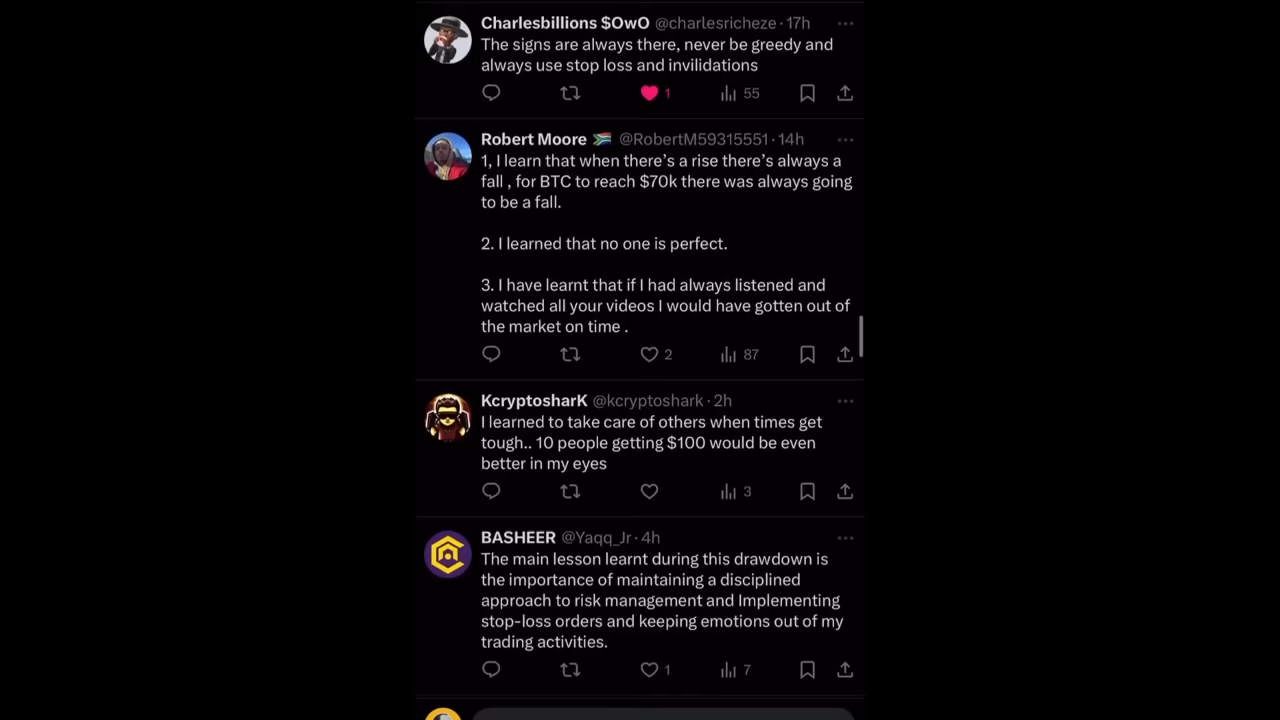 Charlesbillions $OwO @charlesricheze · 17h
The signs are always there, never be greedy and
always use stop loss and invilidations
1 55
Robert Moore 🇿🇦 @RobertM59315551 · 14h
1, I learn that when there's a rise there's always a
fall , for BTC to reach $70k there was always going
to be a fall.
2. I learned that no one is perfect.
3. I have learnt that if I had always listened and
watched all your videos I would have gotten out of
the market on time .
2 87
KcryptosharK @kcryptoshark · 2h
I learned to take care of others when times get
tough.. 10 people getting $100 would be even
better in my eyes
3
BASHEER @Yaqq_Jr · 4h
The main lesson learnt during this drawdown is
the importance of maintaining a disciplined
approach to risk management and Implementing
stop-loss orders and keeping emotions out of my
trading activities.
1 7